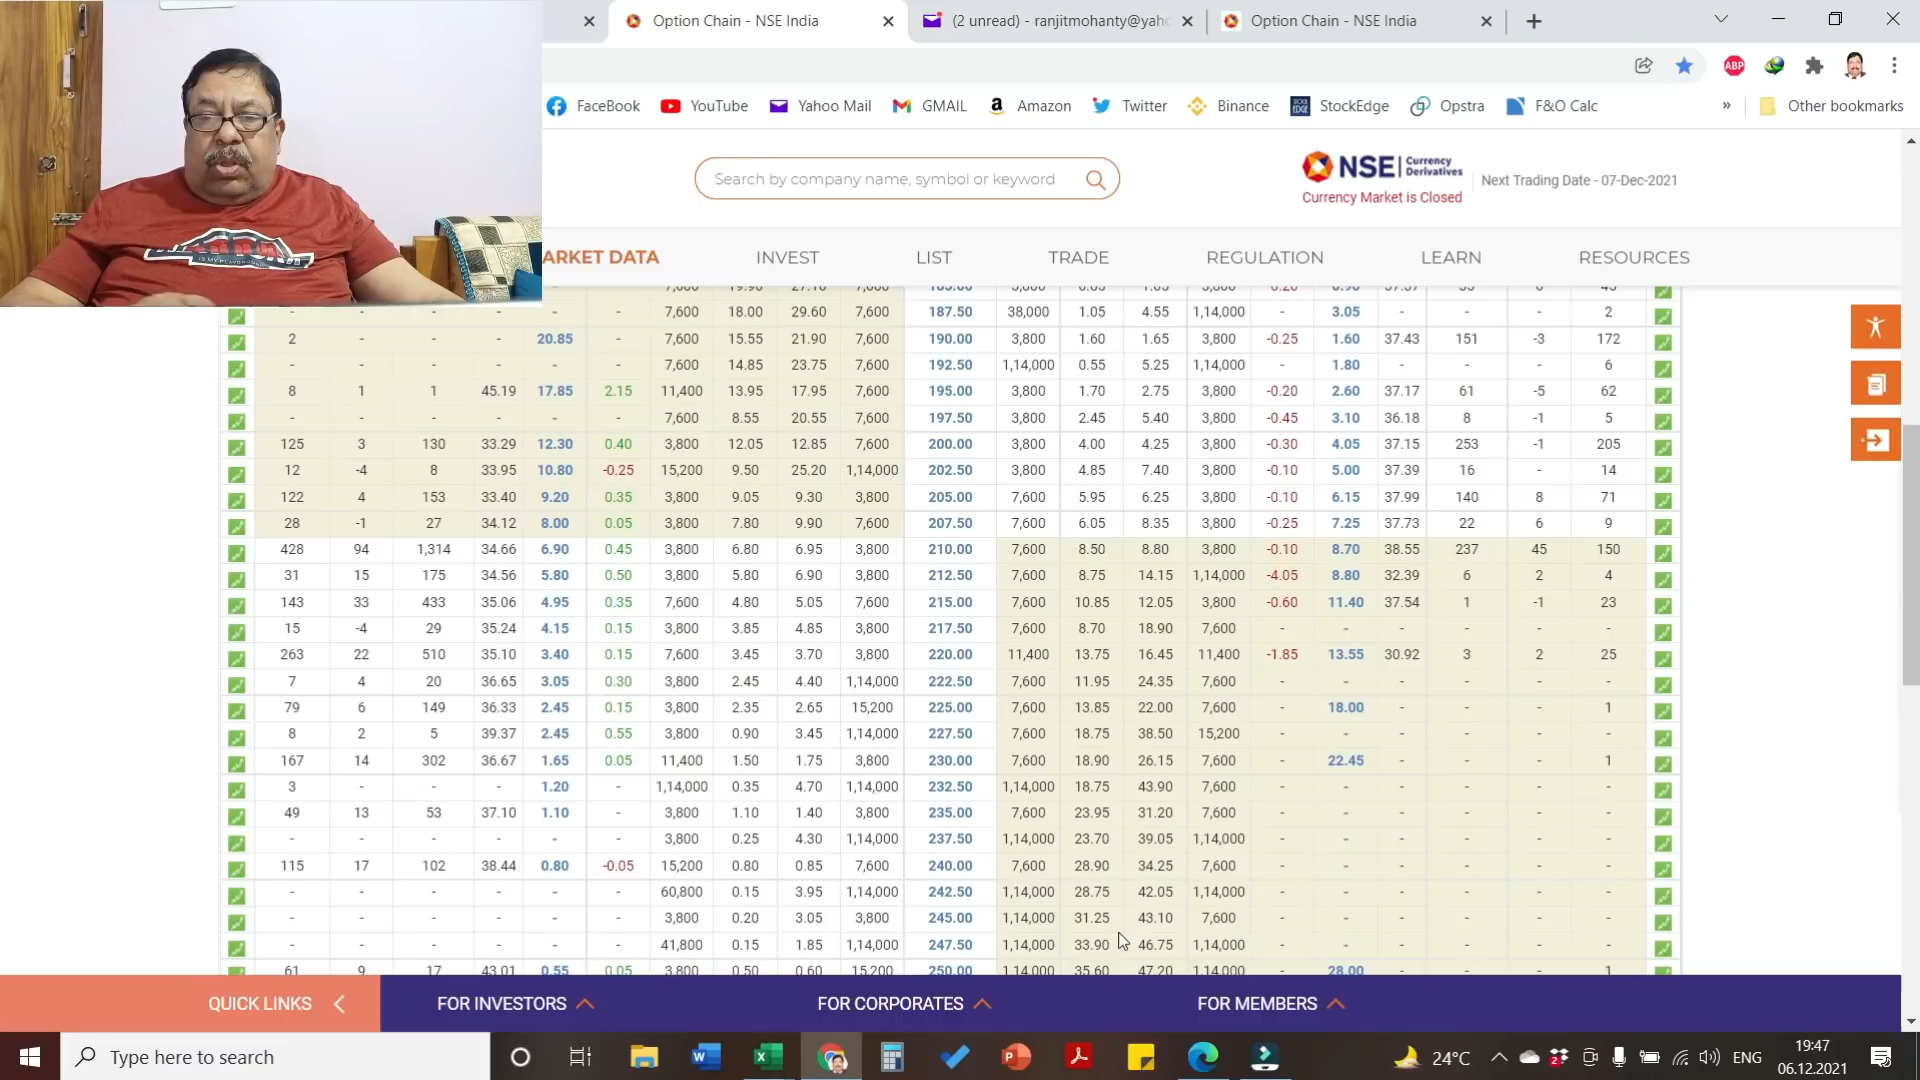 Option Chain - NSE India
(2 unread) - ranjitmohanty@yah
Option Chain - NSE India
ABP
FaceBook YouTube Yahoo Mail GMAIL Amazon Twitter Binance StockEdge Opstra F&O Calc » Other bookmarks
Search by company name, symbol or keyword
NSE Currency Derivatives
Currency Market is Closed
Next Trading Date - 07-Dec-2021
ARKET DATA INVEST LIST TRADE REGULATION LEARN RESOURCES
- - - - - - 7,600 18.00 29.60 7,600 187.50 38,000 1.05 4.55 1,14,000 - 3.05 - - - 2
2 - - - 20.85 - 7,600 15.55 21.90 7,600 190.00 3,800 1.60 1.65 3,800 -0.25 1.60 37.43 151 -3 172
- - - - - - 7,600 14.85 23.75 7,600 192.50 1,14,000 0.55 5.25 1,14,000 - 1.80 - - - 6
8 1 1 45.19 17.85 2.15 11,400 13.95 17.95 7,600 195.00 3,800 1.70 2.75 3,800 -0.20 2.60 37.17 61 -5 62
- - - - - - 7,600 8.55 20.55 7,600 197.50 3,800 2.45 5.40 3,800 -0.45 3.10 36.18 8 -1 5
125 3 130 33.29 12.30 0.40 3,800 12.05 12.85 7,600 200.00 3,800 4.00 4.25 3,800 -0.30 4.05 37.15 253 -1 205
12 -4 8 33.95 10.80 -0.25 15,200 9.50 25.20 1,14,000 202.50 3,800 4.85 7.40 3,800 -0.10 5.00 37.39 16 - 14
122 4 153 33.40 9.20 0.35 3,800 9.05 9.30 3,800 205.00 7,600 5.95 6.25 3,800 -0.10 6.15 37.99 140 8 71
28 -1 27 34.12 8.00 0.05 3,800 7.80 9.90 7,600 207.50 7,600 6.05 8.35 3,800 -0.25 7.25 37.73 22 6 9
428 94 1,314 34.66 6.90 0.45 3,800 6.80 6.95 3,800 210.00 7,600 8.50 8.80 3,800 -0.10 8.70 38.55 237 45 150
31 15 175 34.56 5.80 0.50 3,800 5.80 6.90 3,800 212.50 7,600 8.75 14.15 1,14,000 -4.05 8.80 32.39 6 2 4
143 33 433 35.06 4.95 0.35 7,600 4.80 5.05 7,600 215.00 7,600 10.85 12.05 3,800 -0.60 11.40 37.54 1 -1 23
15 -4 29 35.24 4.15 0.15 3,800 3.85 4.85 3,800 217.50 7,600 8.70 18.90 7,600 - - - - - -
263 22 510 35.10 3.40 0.15 7,600 3.45 3.70 3,800 220.00 11,400 13.75 16.45 11,400 -1.85 13.55 30.92 3 2 25
7 4 20 36.65 3.05 0.30 3,800 2.45 4.40 1,14,000 222.50 7,600 11.95 24.35 7,600 - - - - - -
79 6 149 36.33 2.45 0.15 3,800 2.35 2.65 15,200 225.00 7,600 13.85 22.00 7,600 - 18.00 - - - 1
8 2 5 39.37 2.45 0.55 3,800 0.90 3.45 1,14,000 227.50 7,600 18.75 38.50 15,200 - - - - - -
167 14 302 36.67 1.65 0.05 11,400 1.50 1.75 3,800 230.00 7,600 18.90 26.15 7,600 - 22.45 - - - 1
3 - - - 1.20 - 1,14,000 0.35 4.70 1,14,000 232.50 1,14,000 18.75 43.90 7,600 - - - - - -
49 13 53 37.10 1.10 - 3,800 1.10 1.40 3,800 235.00 7,600 23.95 31.20 7,600 - - - - - -
- - - - - - 3,800 0.25 4.30 1,14,000 237.50 1,14,000 23.70 39.05 1,14,000 - - - - - -
115 17 102 38.44 0.80 -0.05 15,200 0.80 0.85 7,600 240.00 7,600 28.90 34.25 7,600 - - - - - -
- - - - - - 60,800 0.15 3.95 1,14,000 242.50 1,14,000 28.75 42.05 1,14,000 - - - - - -
- - - - - - 3,800 0.20 3.05 3,800 245.00 1,14,000 31.25 43.10 7,600 - - - - - -
- - - - - - 41,800 0.15 1.85 1,14,000 247.50 1,14,000 33.90 46.75 1,14,000 - - - - - -
61 9 17 43.01 0.55 0.05 3,800 0.50 0.60 15,200 250.00 1,14,000 35.60 47.20 1,14,000 - 28.00 - - - 1
QUICK LINKS FOR INVESTORS FOR CORPORATES FOR MEMBERS
Type here to search
24°C ENG 19:47
06.12.2021